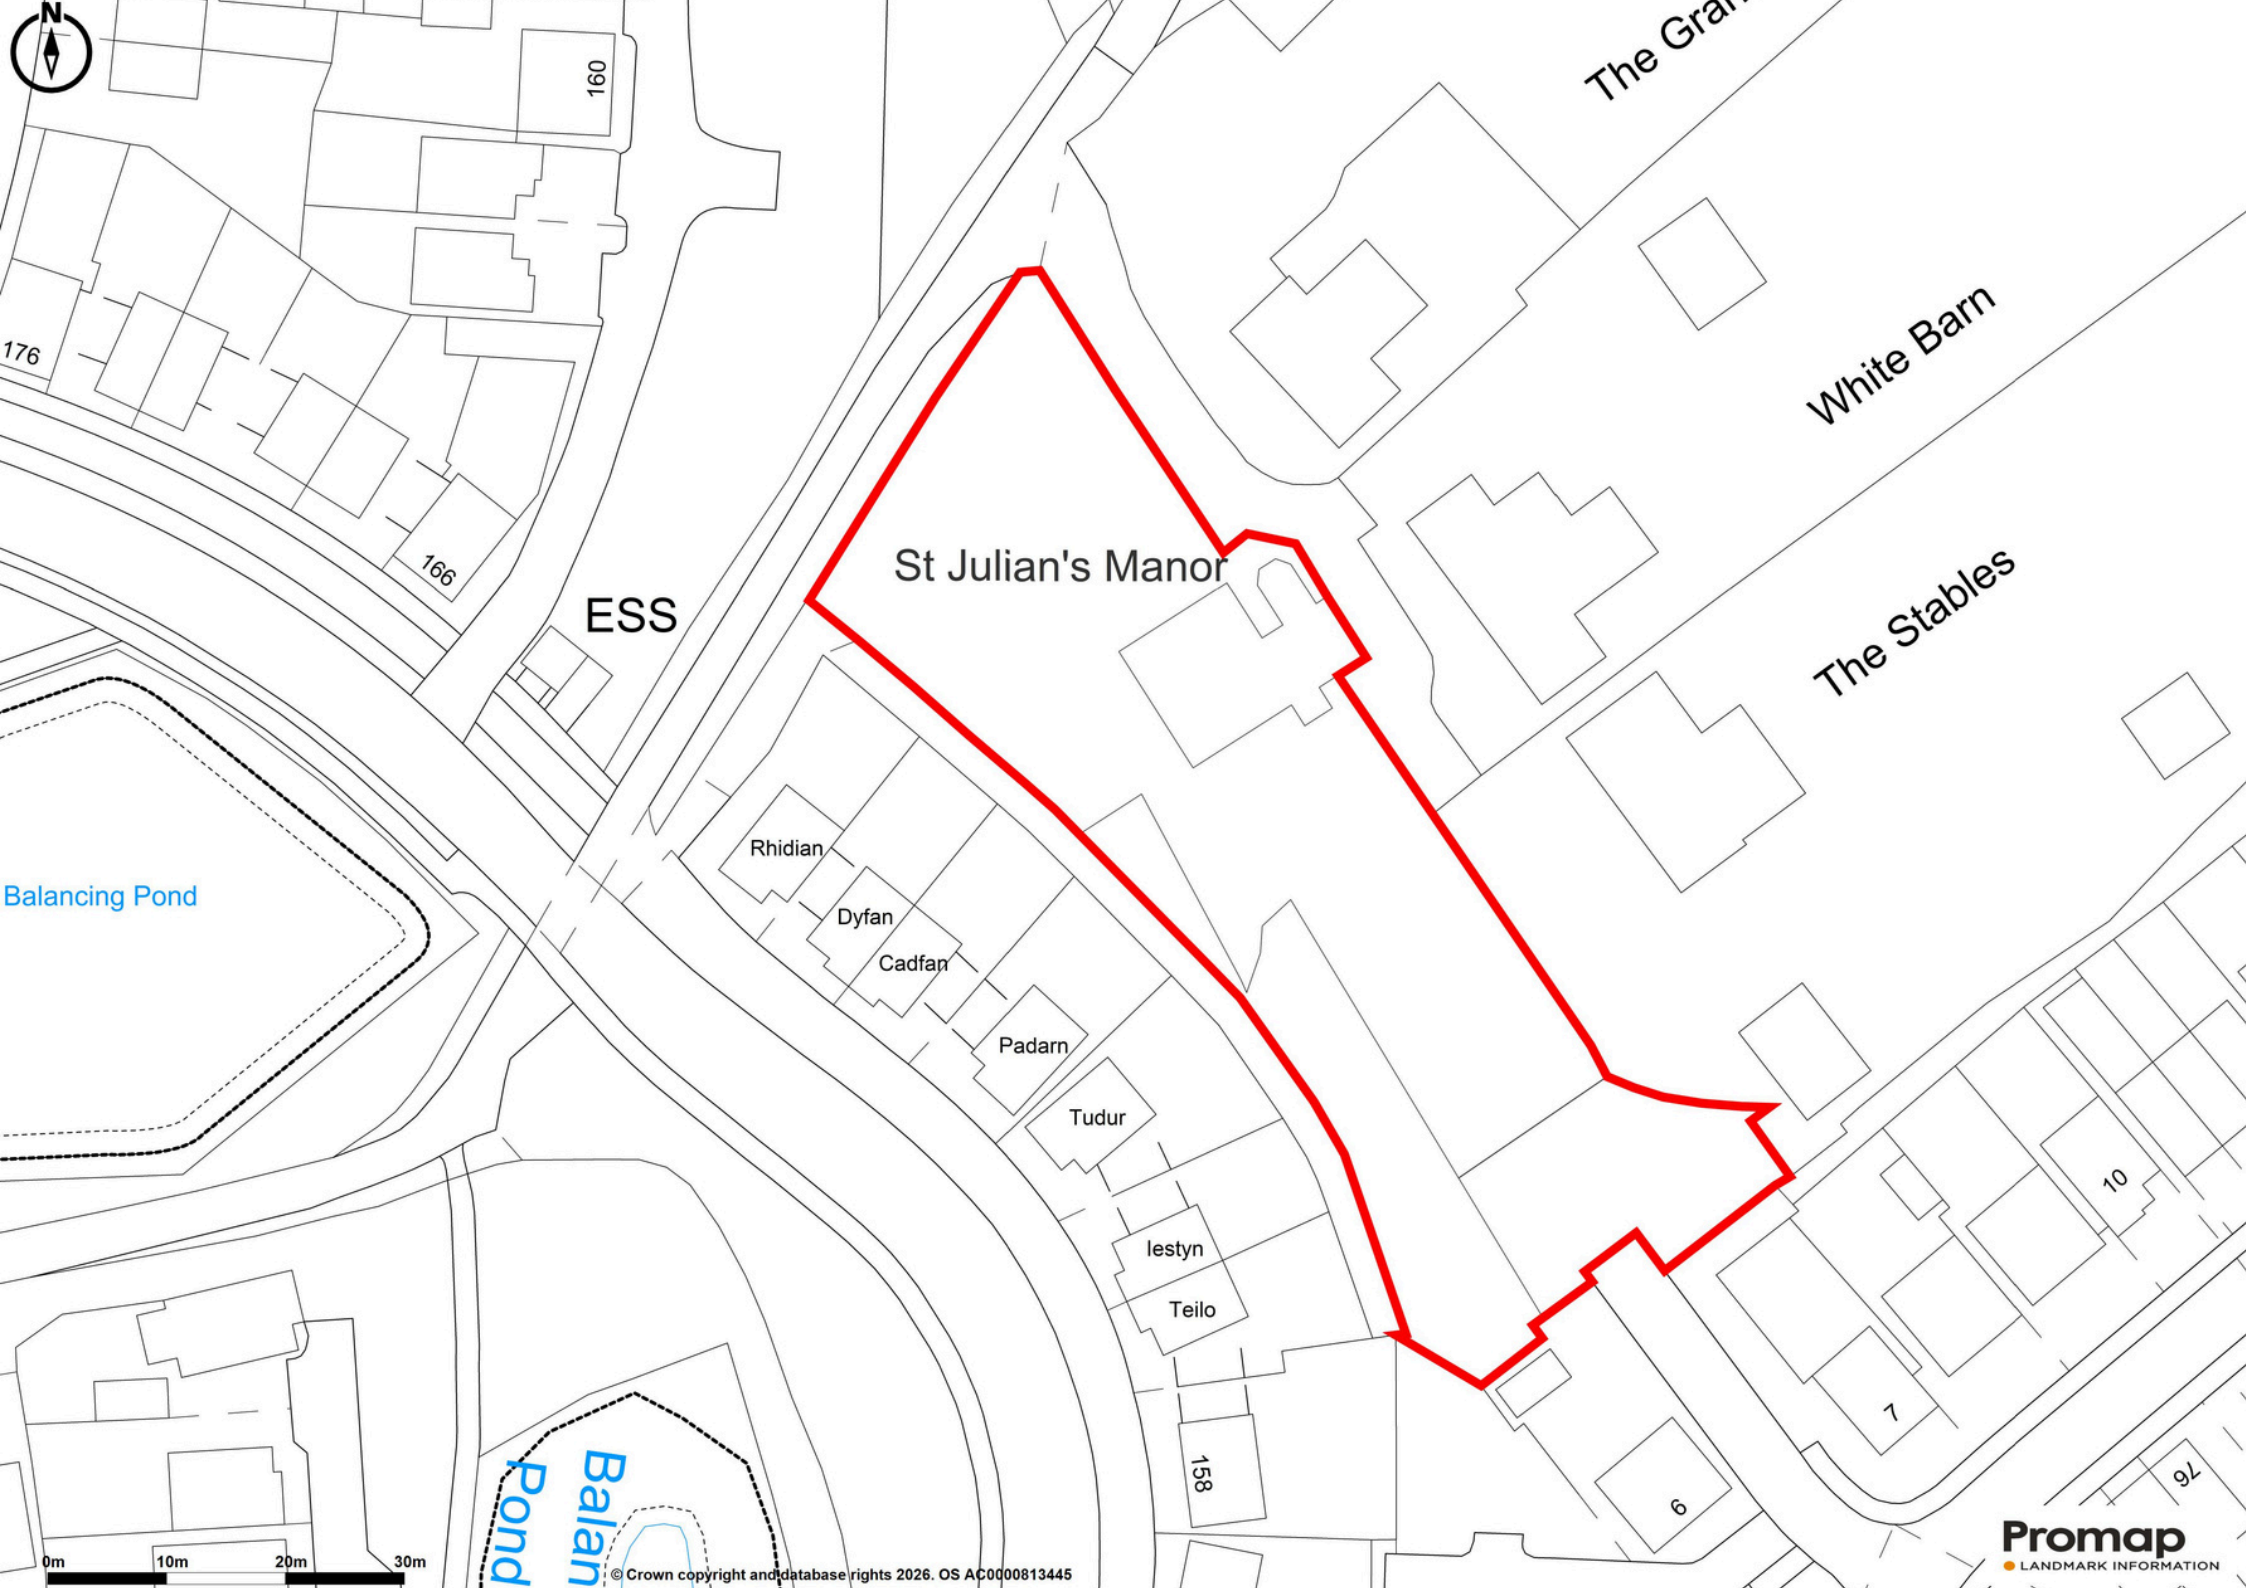 N
160
The Gran
White Barn
176
166
ESS
St Julian's Manor
The Stables
Rhidian
Balancing Pond
Dyfan
Cadfan
Padarn
Tudur
Iestyn
Teilo
10
7
158
6
76
Balan
Pond
0m 10m 20m 30m
© Crown copyright and database rights 2026. OS AC0000813445
Promap
LANDMARK INFORMATION